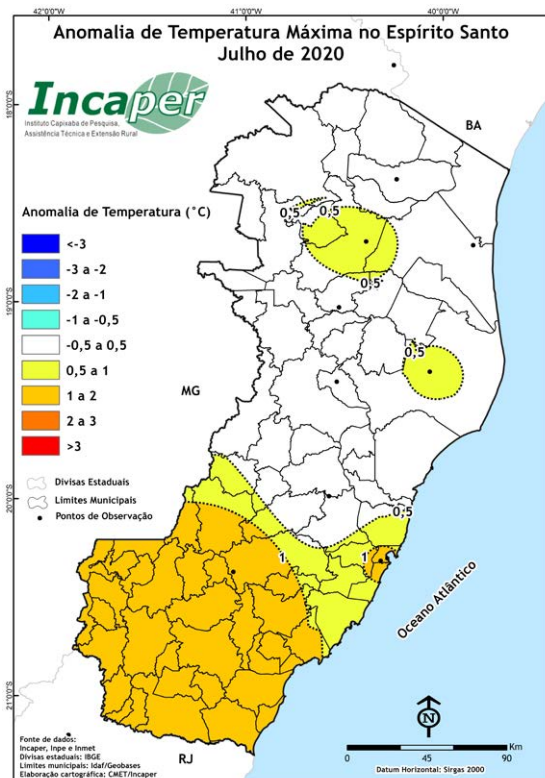 42°0'0"O
41°0'0"O
40°0'0"O
Anomalia de Temperatura Máxima no Espírito Santo
Julho de 2020
18°0'0"S
Incaper
Instituto Capixaba de Pesquisa,
Assistência Técnica e Extensão Rural
BA
0,5
0,5
0,5
Anomalia de Temperatura (°C)
<-3
-3 a -2
-2 a -1
-1 a -0,5
-0,5 a 0,5
0,5 a 1
1 a 2
2 a 3
>3
19°0'0"S
0,5
MG
Divisas Estaduais
Limites Municipais
Pontos de Observação
20°0'0"S
0,5
1
1
Oceano Atlântico
21°0'0"S
N
Km
0 45 90
Datum Horizontal: Sirgas 2000
Fonte de dados:
Incaper, Inpe e Inmet
Divisas estaduais: IBGE
Limites municipais: Idaf/Geobases
Elaboração cartográfica: CMET/Incaper
RJ